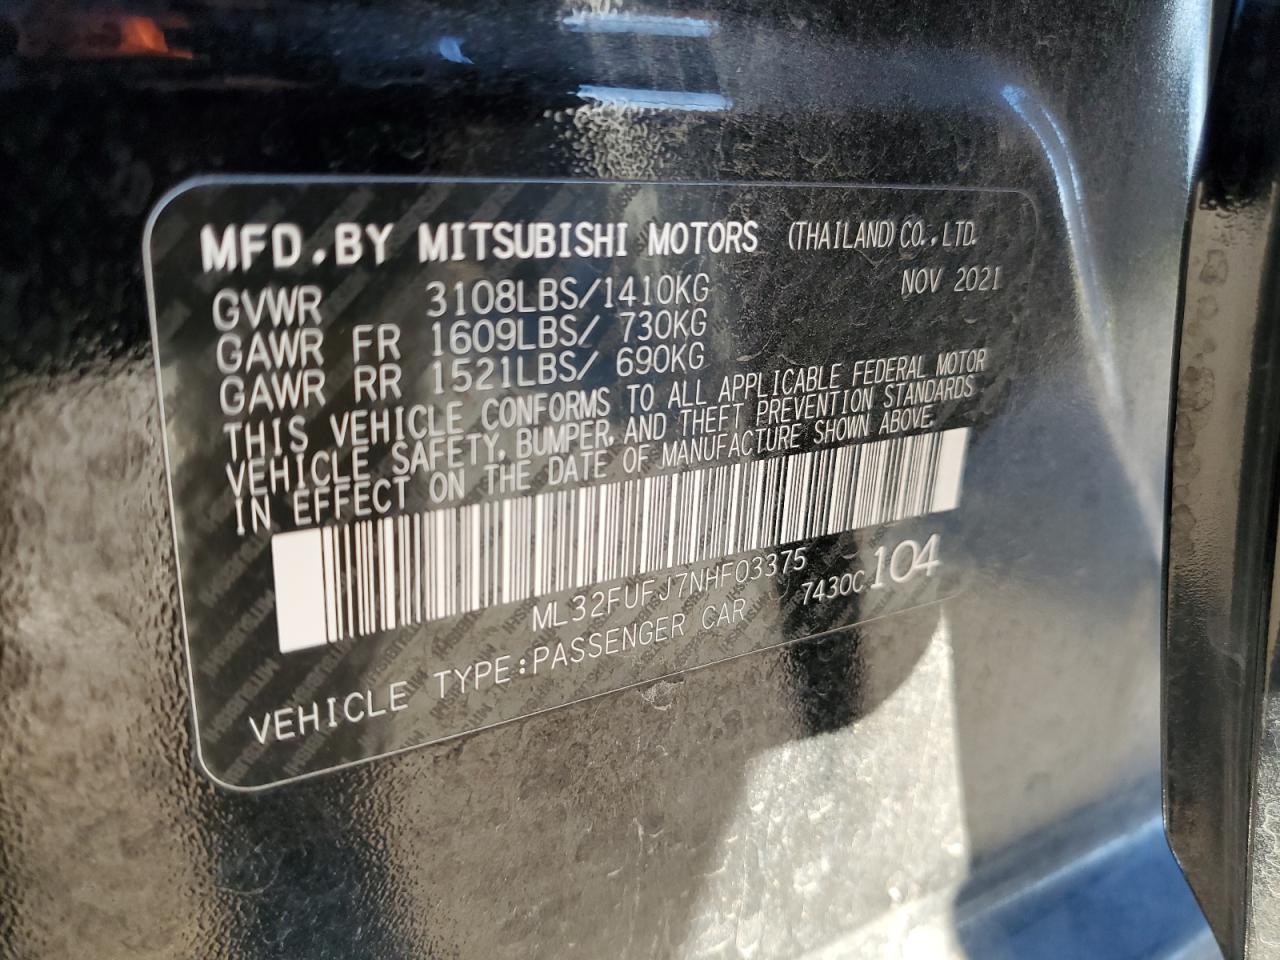 MFD.BY MITSUBISHI MOTORS (THAILAND)CO.,LTD.
NOV 2021
GVWR 3108LBS/1410KG
GAWR FR 1609LBS/ 730KG
GAWR RR 1521LBS/ 690KG
THIS VEHICLE CONFORMS TO ALL APPLICABLE FEDERAL MOTOR
VEHICLE SAFETY, BUMPER, AND THEFT PREVENTION STANDARDS
IN EFFECT ON THE DATE OF MANUFACTURE SHOWN ABOVE.
ML32FUFJ7NHF03375
VEHICLE TYPE:PASSENGER CAR 7430C104